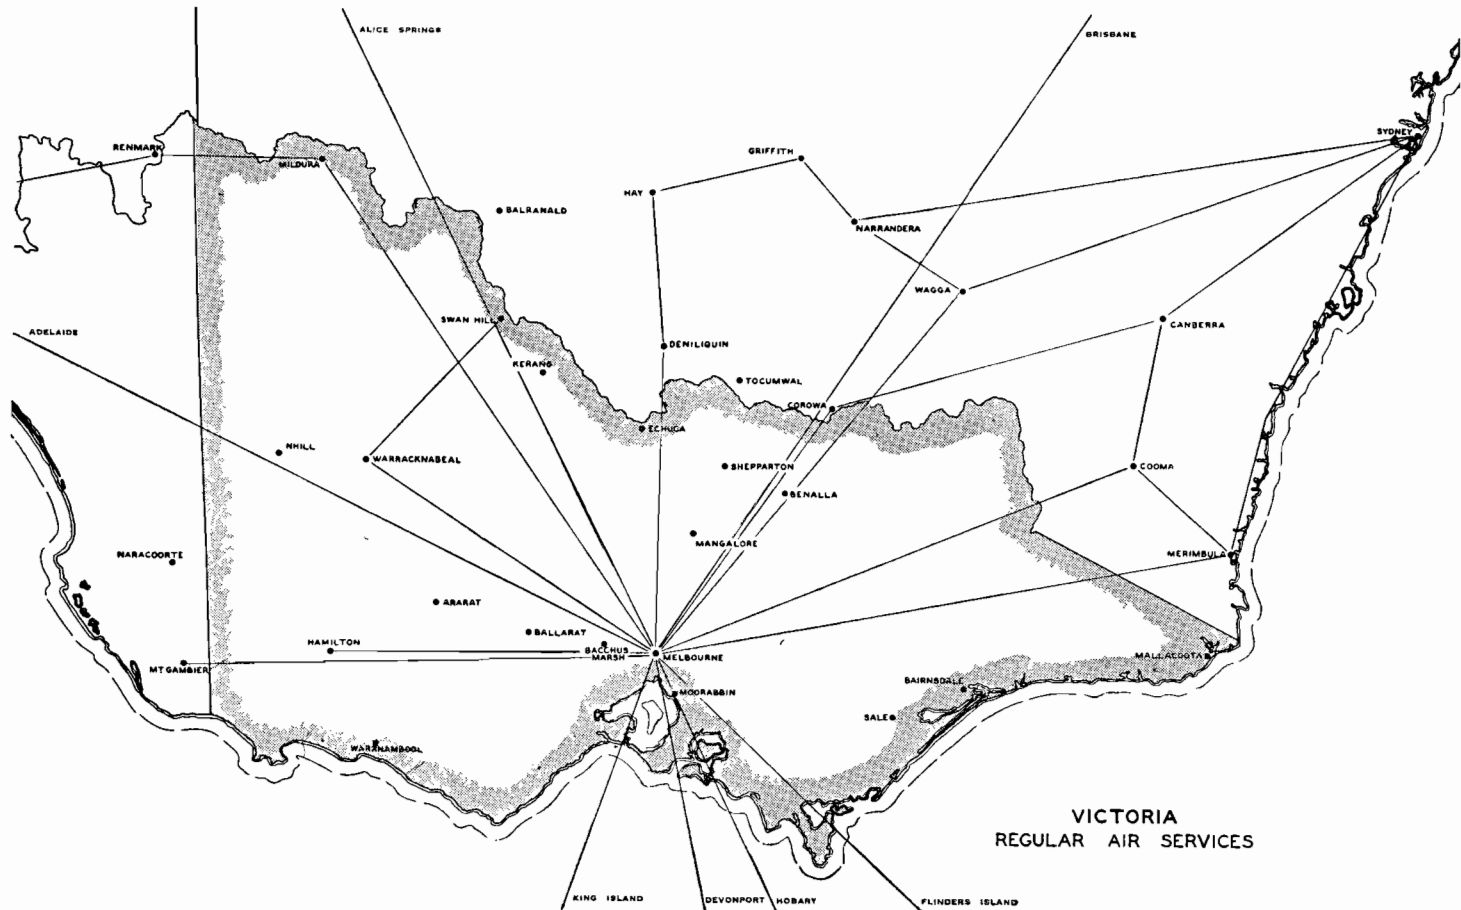 ALICE SPRINGS
BRISBANE
SYDNEY
RENMARK
MILDURA
GRIFFITH
HAY
BALRANALD
NARRANDERA
WAGGA
SWAN HILL
CANBERRA
ADELAIDE
DENILIQUIN
KERANG
TOCUMWAL
COROWA
ECHUCA
NHILL
WARRACKNABEAL
SHEPPARTON
COOMA
BENALLA
MANGALORE
NARACOORTE
MERIMBULA
ARARAT
BALLARAT
HAMILTON
BACCHUS
MARSH
MELBOURNE
MALLACOOTA
MT GAMBIER
BAIRNSDALE
MOORABBIN
SALE
WARANAMBOOL
VICTORIA
REGULAR AIR SERVICES
KING ISLAND
DEVONPORT
HOBARY
FLINDERS ISLAND